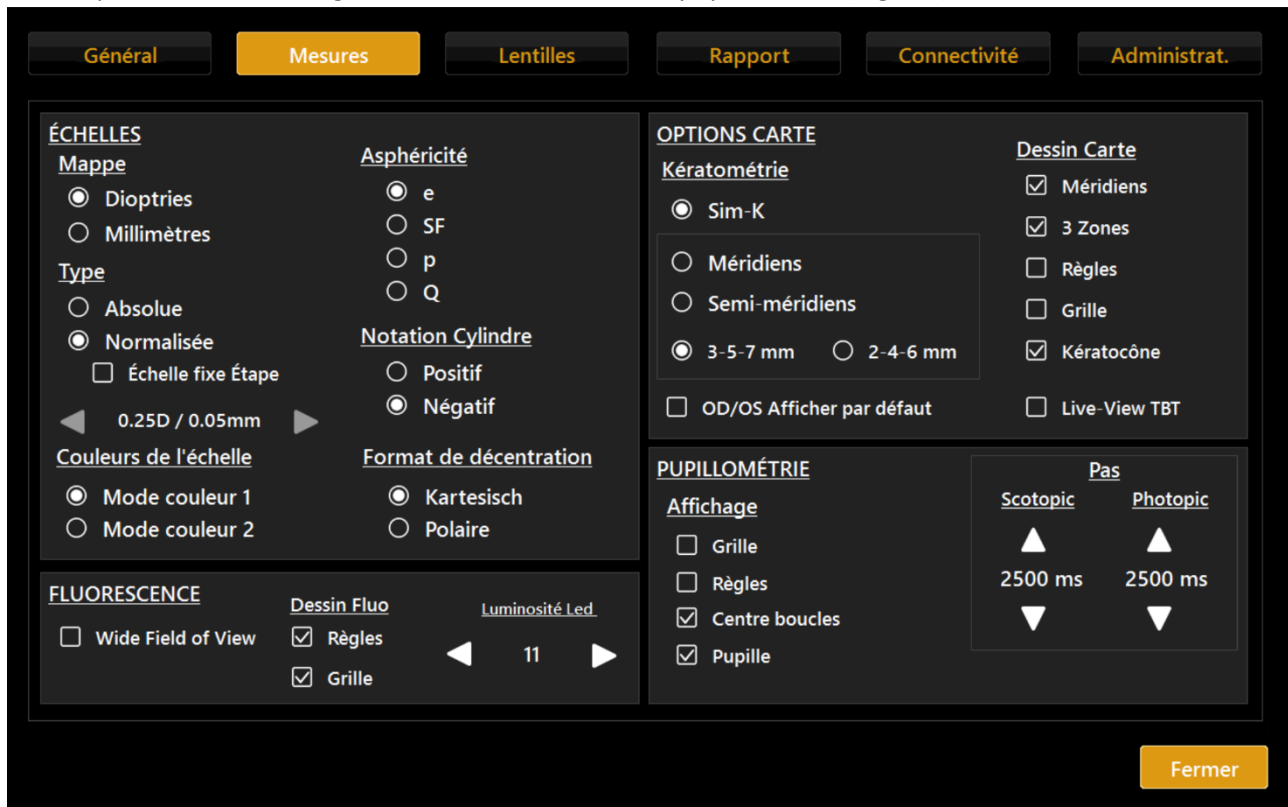 Général
Mesures
Lentilles
Rapport
Connectivité
Administrat.
ÉCHELLES
Mappe
Dioptries
Millimètres
Type
Absolue
Normalisée
Échelle fixe Étape
0.25D / 0.05mm
Couleurs de l'échelle
Mode couleur 1
Mode couleur 2
Asphéricité
e
SF
p
Q
Notation Cylindre
Positif
Négatif
Format de décentration
Kartesisch
Polaire
FLUORESCENCE
Wide Field of View
Dessin Fluo
Règles
Grille
Luminosité Led
11
OPTIONS CARTE
Kératométrie
Sim-K
Méridiens
Semi-méridiens
3-5-7 mm
2-4-6 mm
OD/OS Afficher par défaut
Dessin Carte
Méridiens
3 Zones
Règles
Grille
Kératocône
Live-View TBT
PUPILLOMÉTRIE
Affichage
Grille
Règles
Centre boucles
Pupille
Pas
Scotopic
Photopic
2500 ms
2500 ms
Fermer